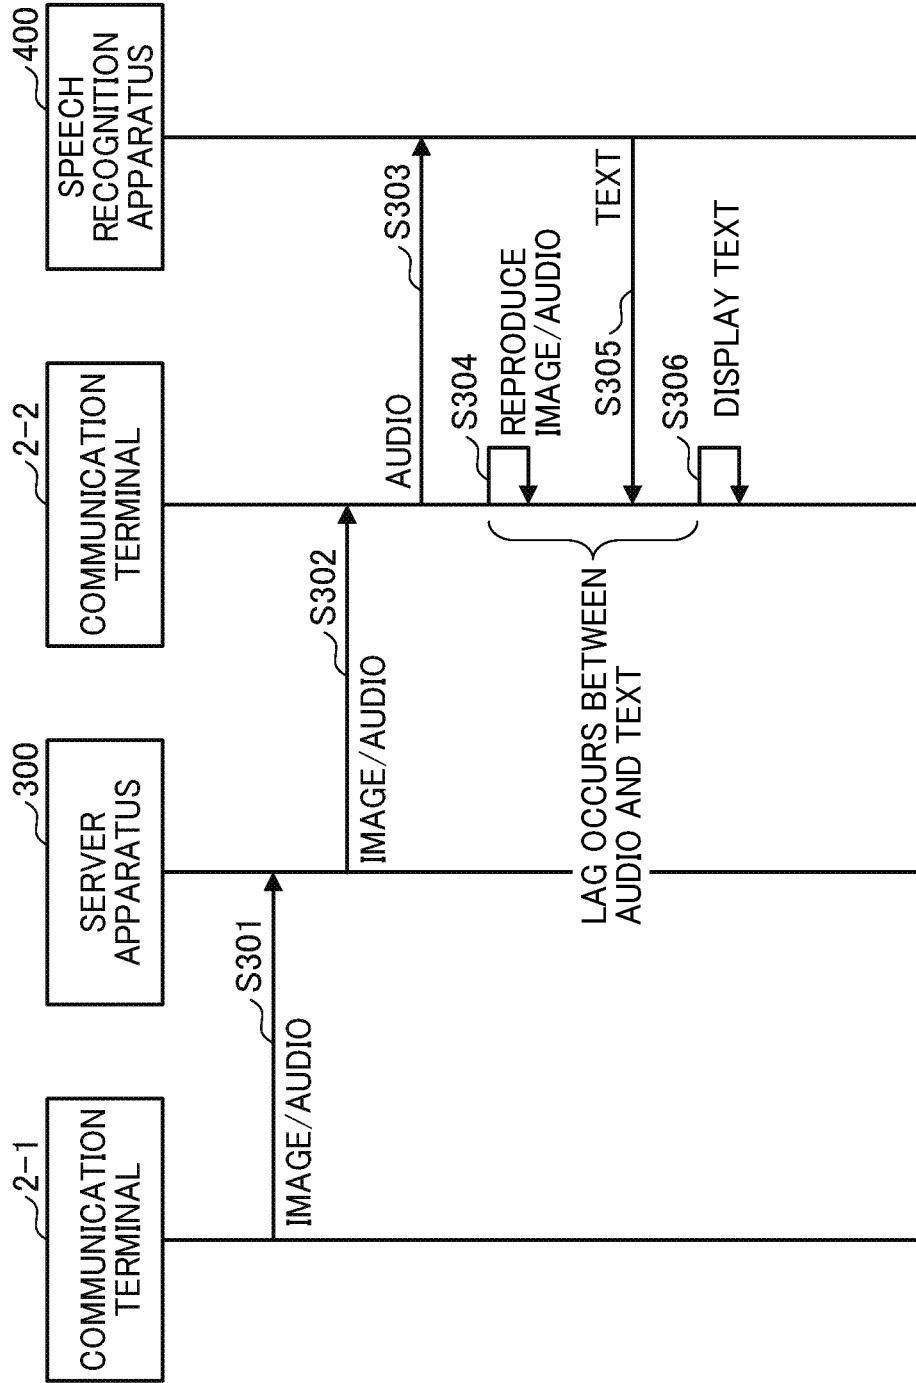 2-1
COMMUNICATION
TERMINAL
300
SERVER
APPARATUS
2-2
COMMUNICATION
TERMINAL
400
SPEECH
RECOGNITION
APPARATUS
S301
IMAGE/AUDIO
S302
IMAGE/AUDIO
AUDIO
S303
S304
REPRODUCE
IMAGE/AUDIO
LAG OCCURS BETWEEN
AUDIO AND TEXT
S305
TEXT
S306
DISPLAY TEXT